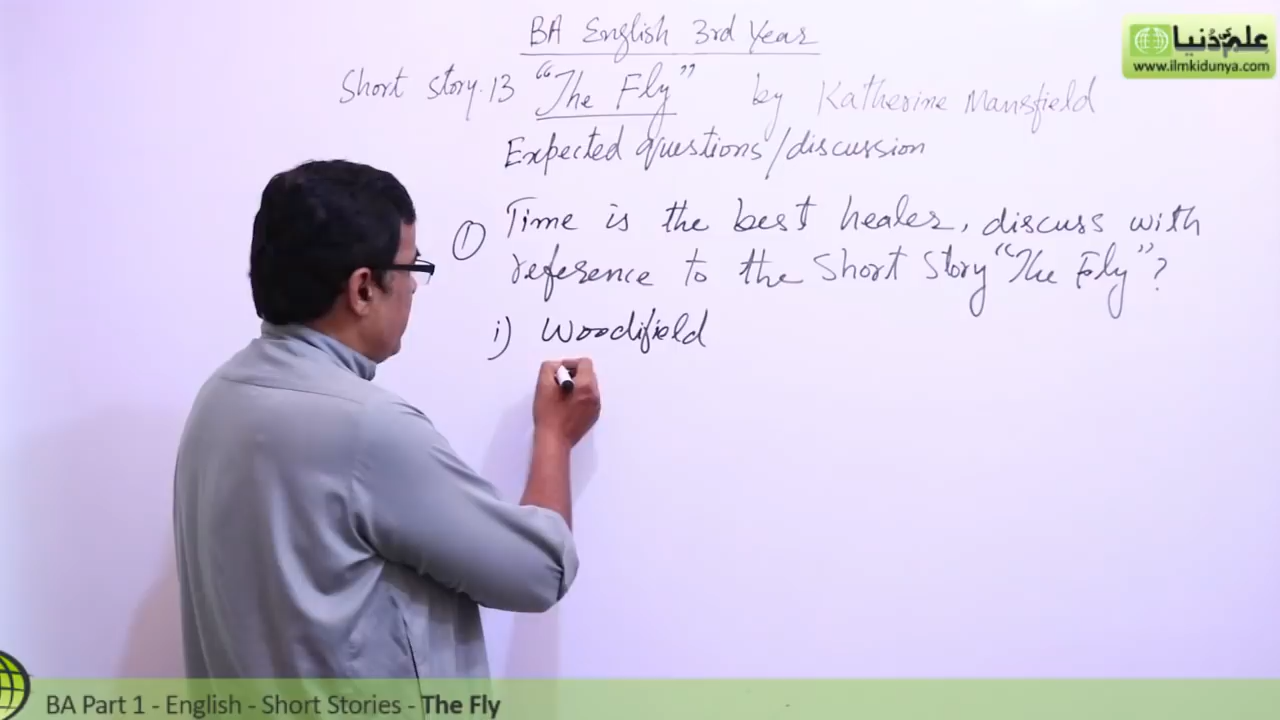 BA English 3rd Year
Short story.13 "The Fly" by Katherine Mansfield
Expected questions/discussion
① Time is the best healer, discuss with
reference to the Short Story "The Fly"?
i) Woodifield
علم کی دُنیا
www.ilmkidunya.com
BA Part 1 - English - Short Stories - The Fly